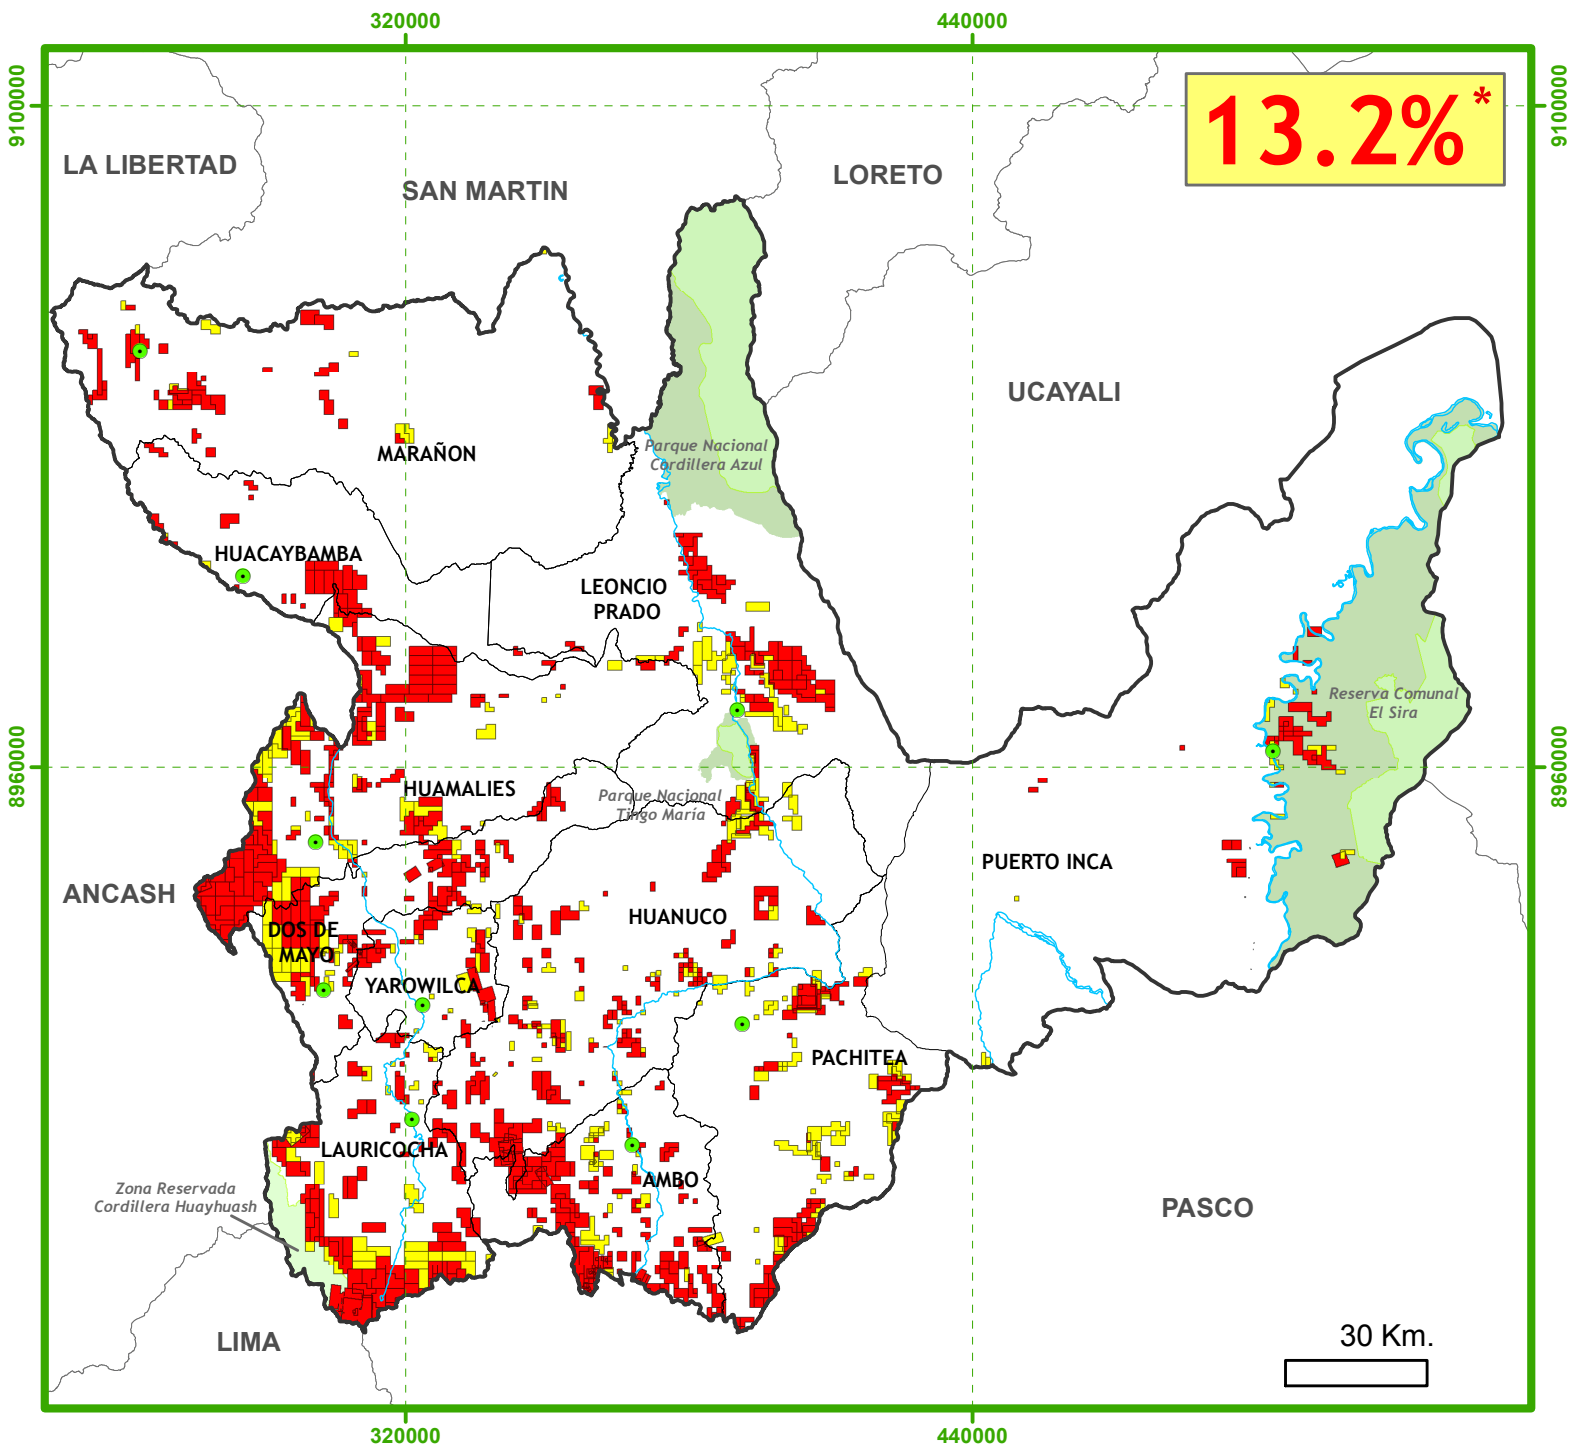 320000
440000
9100000
9100000
13.2%*
LA LIBERTAD
SAN MARTIN
LORETO
UCAYALI
MARAÑON
Parque Nacional
Cordillera Azul
HUACAYBAMBA
LEONCIO
PRADO
Reserva Comunal
El Sira
8960000
8960000
HUAMALIES
Parque Nacional
Tingo María
PUERTO INCA
ANCASH
HUANUCO
DOS DE
MAYO
YAROWILCA
PACHITEA
LAURICOCHA
AMBO
Zona Reservada
Cordillera Huayhuash
PASCO
LIMA
30 Km.
320000
440000